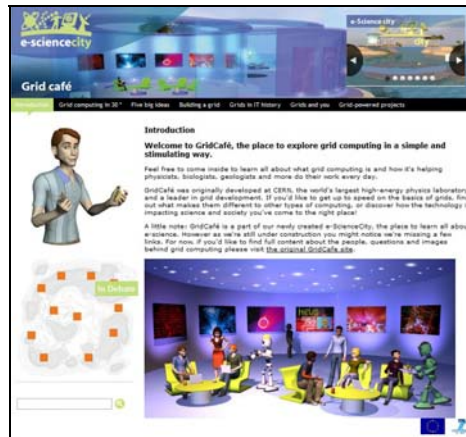 e-sciencecity
e-Science city
city
Grid café
Introduction Grid computing in 30" Five big ideas Building a grid Grids in IT history Grids and you Grid-powered projects
Introduction
Welcome to GridCafé, the place to explore grid computing in a simple and
stimulating way.
Feel free to come inside to learn all about what grid computing is and how it's helping
physicists, biologists, geologists and more do their work every day.
GridCafé was originally developed at CERN, the world's largest high-energy physics laboratory
and a leader in grid development. If you'd like to get up to speed on the basics of grids, find
out what makes them different to other types of computing, or discover how the technology i
impacting science and society you've come to the right place!
A little note: GridCafé is a part of our newly created e-ScienceCity, the place to learn all abou
e-science. However as we're still under construction you might notice we're missing a few
links. For now, if you'd like to find full content about the people, questions and images
behind grid computing please visit the original GridCafe site.
In Debate